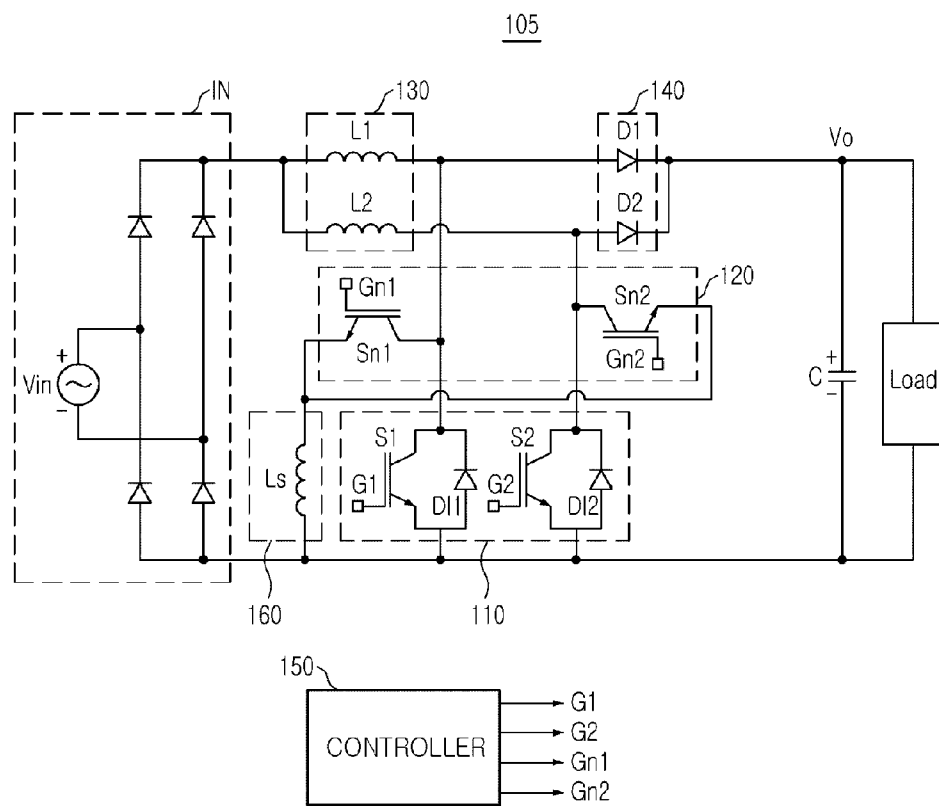 105
IN
130
140
L1
D1
Vo
L2
D2
Gn1
Sn2
120
Sn1
Gn2
+
Vin
−
+
C
−
Load
S1
S2
Ls
G1
DI1
G2
DI2
160
110
150
CONTROLLER
G1
G2
Gn1
Gn2